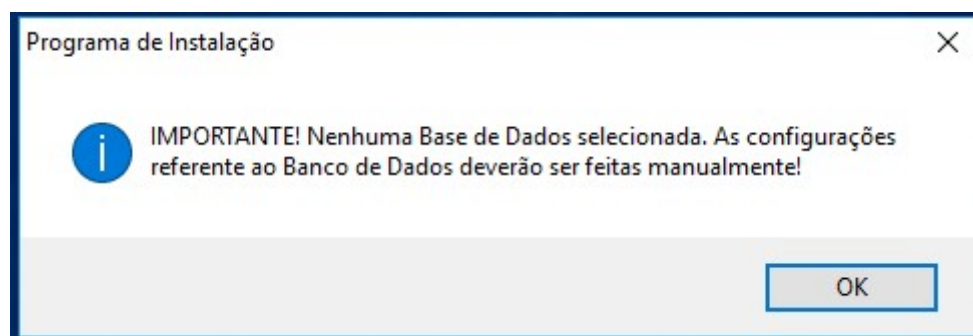 Programa de Instalação
IMPORTANTE! Nenhuma Base de Dados selecionada. As configurações
referente ao Banco de Dados deverão ser feitas manualmente!
OK